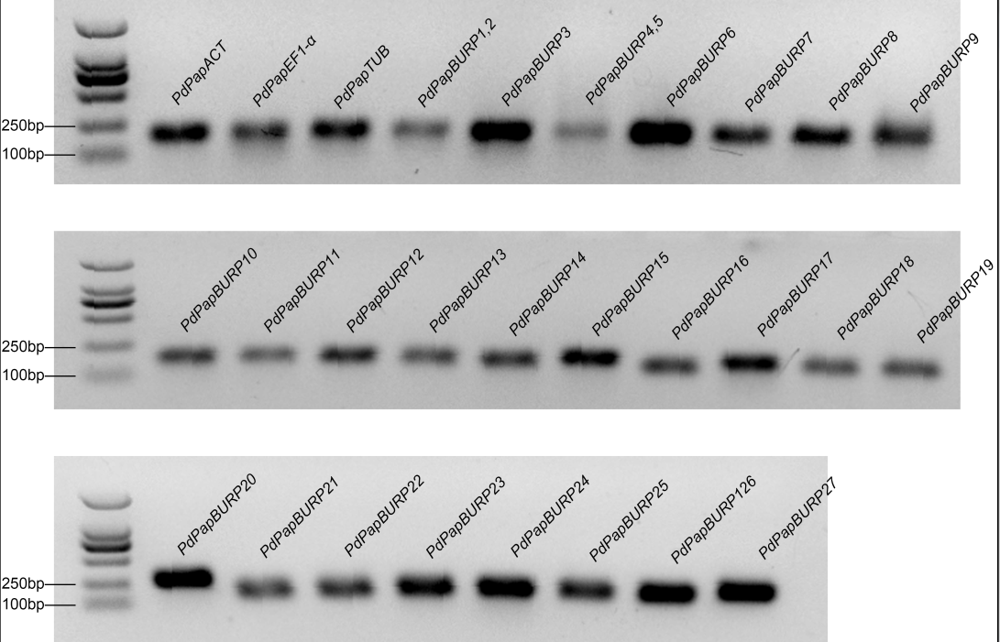 PdPapACT
PdPapEF1-α
PdPapTUB
PdPapBURP1,2
PdPapBURP3
PdPapBURP4,5
PdPapBURP6
PdPapBURP7
PdPapBURP8
PdPapBURP9
250bp
100bp
PdPapBURP10
PdPapBURP11
PdPapBURP12
PdPapBURP13
PdPapBURP14
PdPapBURP15
PdPapBURP16
PdPapBURP17
PdPapBURP18
PdPapBURP19
250bp
100bp
PdPapBURP20
PdPapBURP21
PdPapBURP22
PdPapBURP23
PdPapBURP24
PdPapBURP25
PdPapBURP126
PdPapBURP27
250bp
100bp